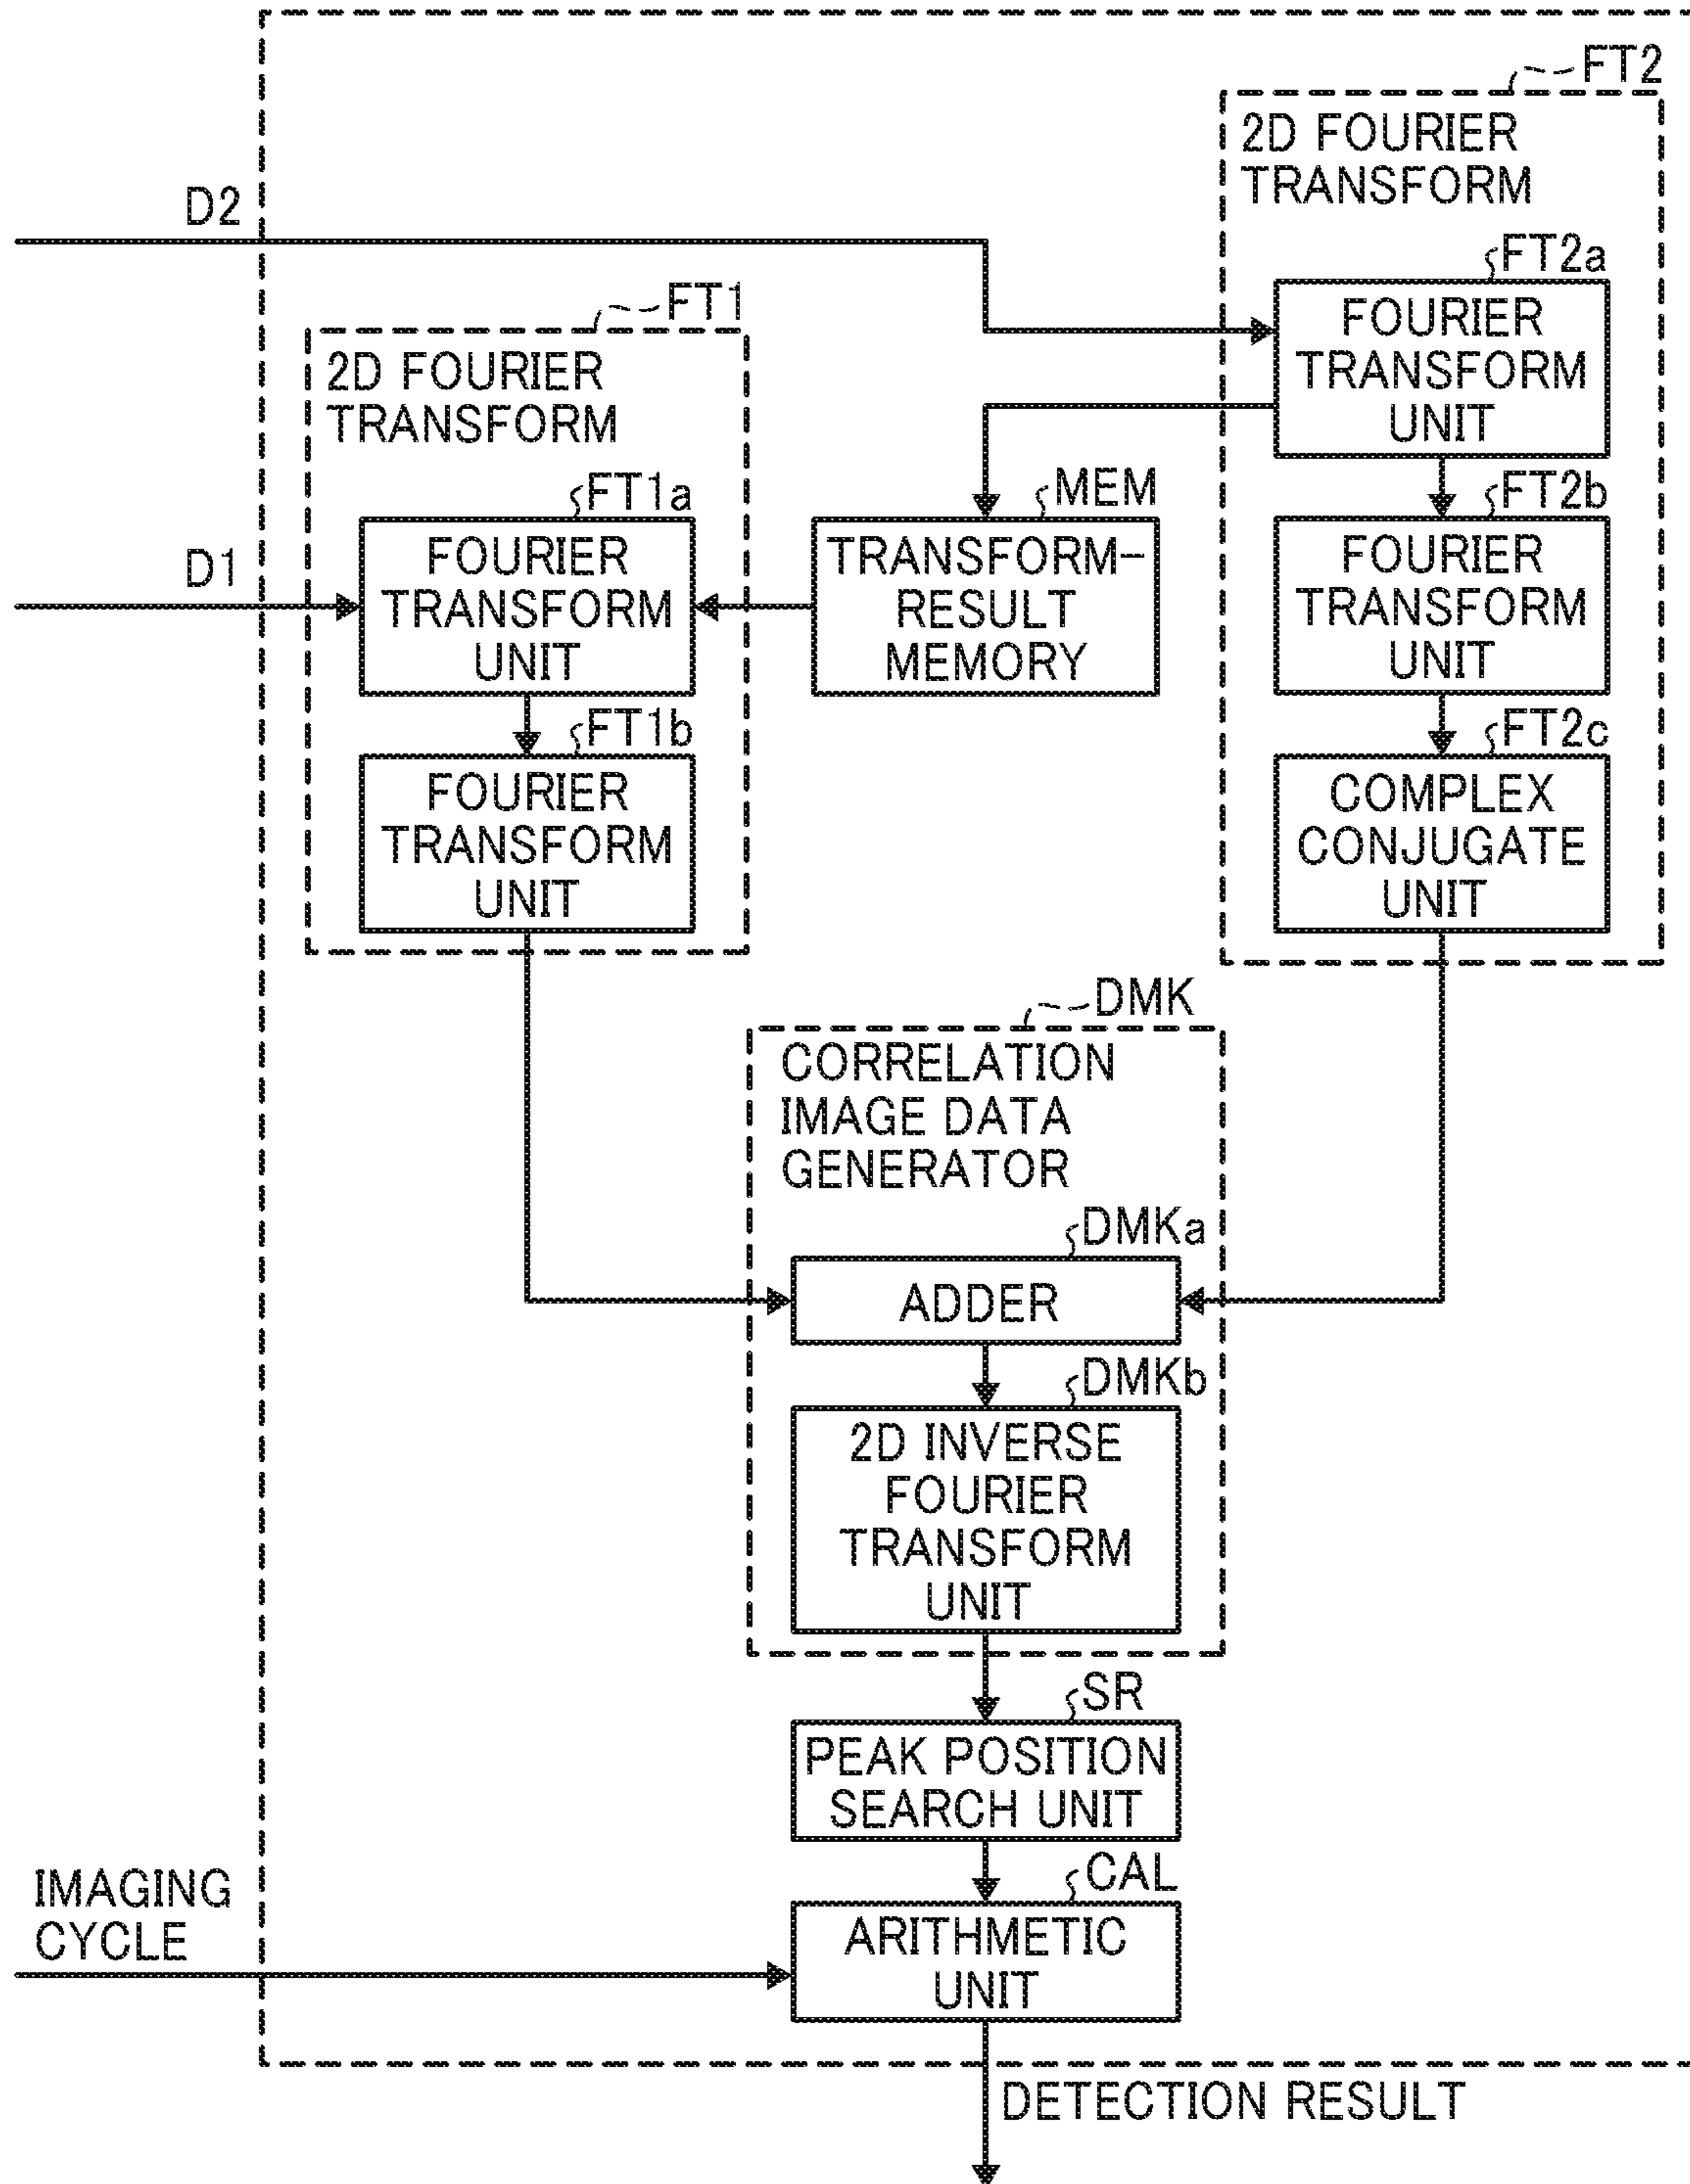 FT2
2D FOURIER
TRANSFORM
D2
FT2a
FOURIER
TRANSFORM
UNIT
FT1
2D FOURIER
TRANSFORM
FT1a
FOURIER
TRANSFORM
UNIT
D1
MEM
TRANSFORM-
RESULT
MEMORY
FT2b
FOURIER
TRANSFORM
UNIT
FT1b
FOURIER
TRANSFORM
UNIT
FT2c
COMPLEX
CONJUGATE
UNIT
DMK
CORRELATION
IMAGE DATA
GENERATOR
DMKa
ADDER
DMKb
2D INVERSE
FOURIER
TRANSFORM
UNIT
SR
PEAK POSITION
SEARCH UNIT
IMAGING
CYCLE
CAL
ARITHMETIC
UNIT
DETECTION RESULT